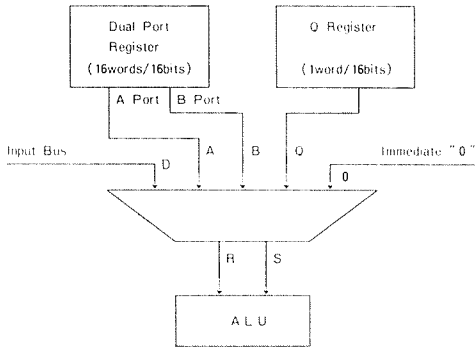 Dual Port
Register
(16words/16bits)
Q Register
(1word/16bits)
A Port
B Port
Input Bus
D
A
B
Q
0
Immediate "0"
R
S
ALU